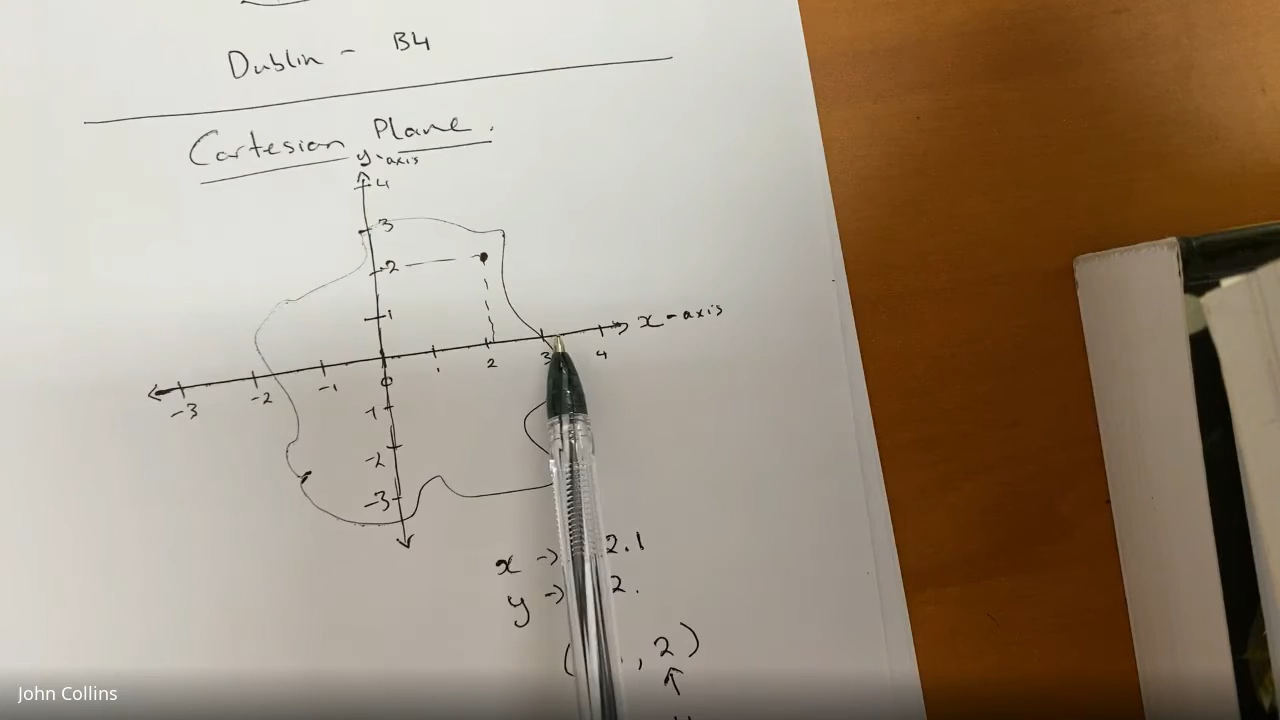 Dublin - B4
Cartesian Plane.
y-axis
4
3
2
1
x-axis
-3 -2 -1 0 1 2 3 4
-1
-2
-3
x → 2.1
y → 2.
( , 2 )
John Collins